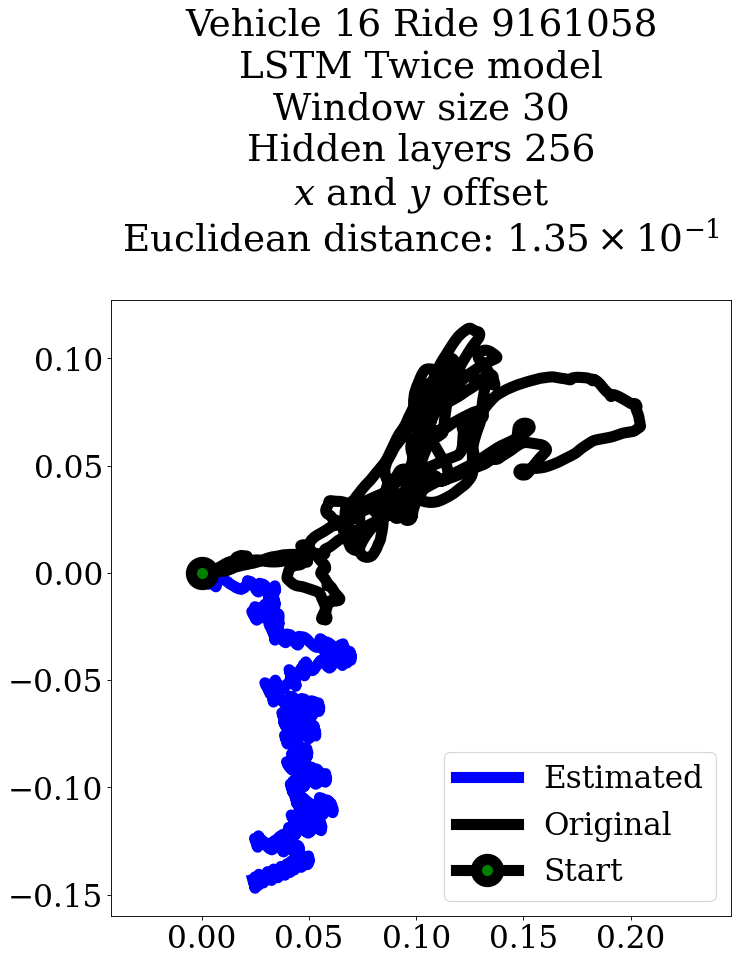 Vehicle 16 Ride 9161058
LSTM Twice model
Window size 30
Hidden layers 256
x and y offset
Euclidean distance: 1.35 × 10⁻¹
0.10
0.05
0.00
−0.05
−0.10
−0.15
Estimated
Original
Start
0.00 0.05 0.10 0.15 0.20